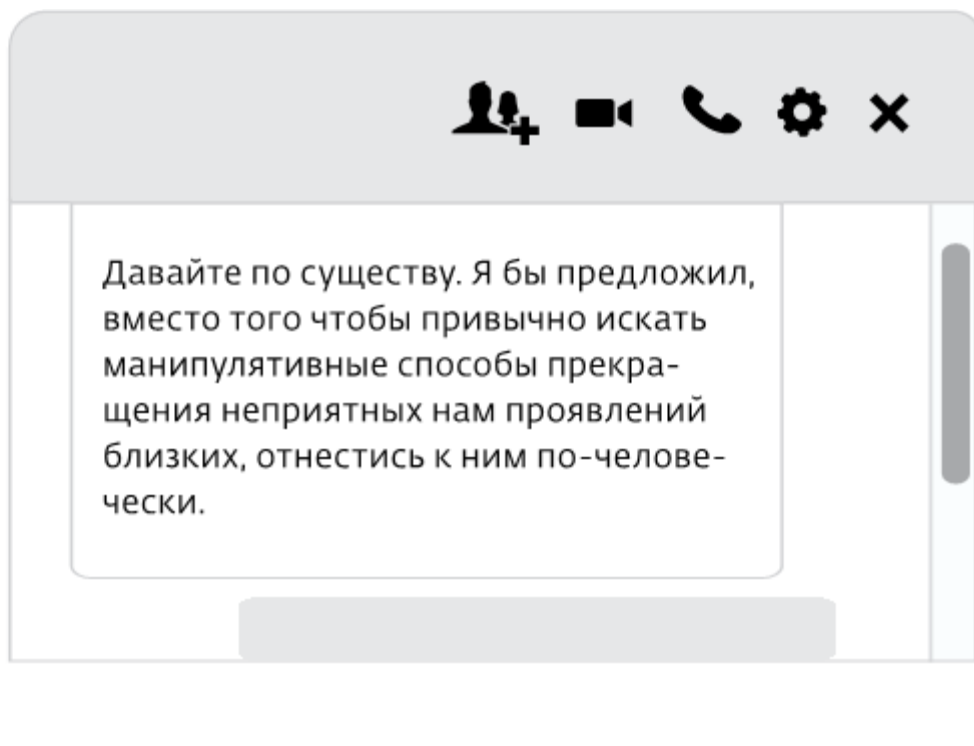 Давайте по существу. Я бы предложил,
вместо того чтобы привычно искать
манипулятивные способы прекра-
щения неприятных нам проявлений
близких, отнестись к ним по-челове-
чески.